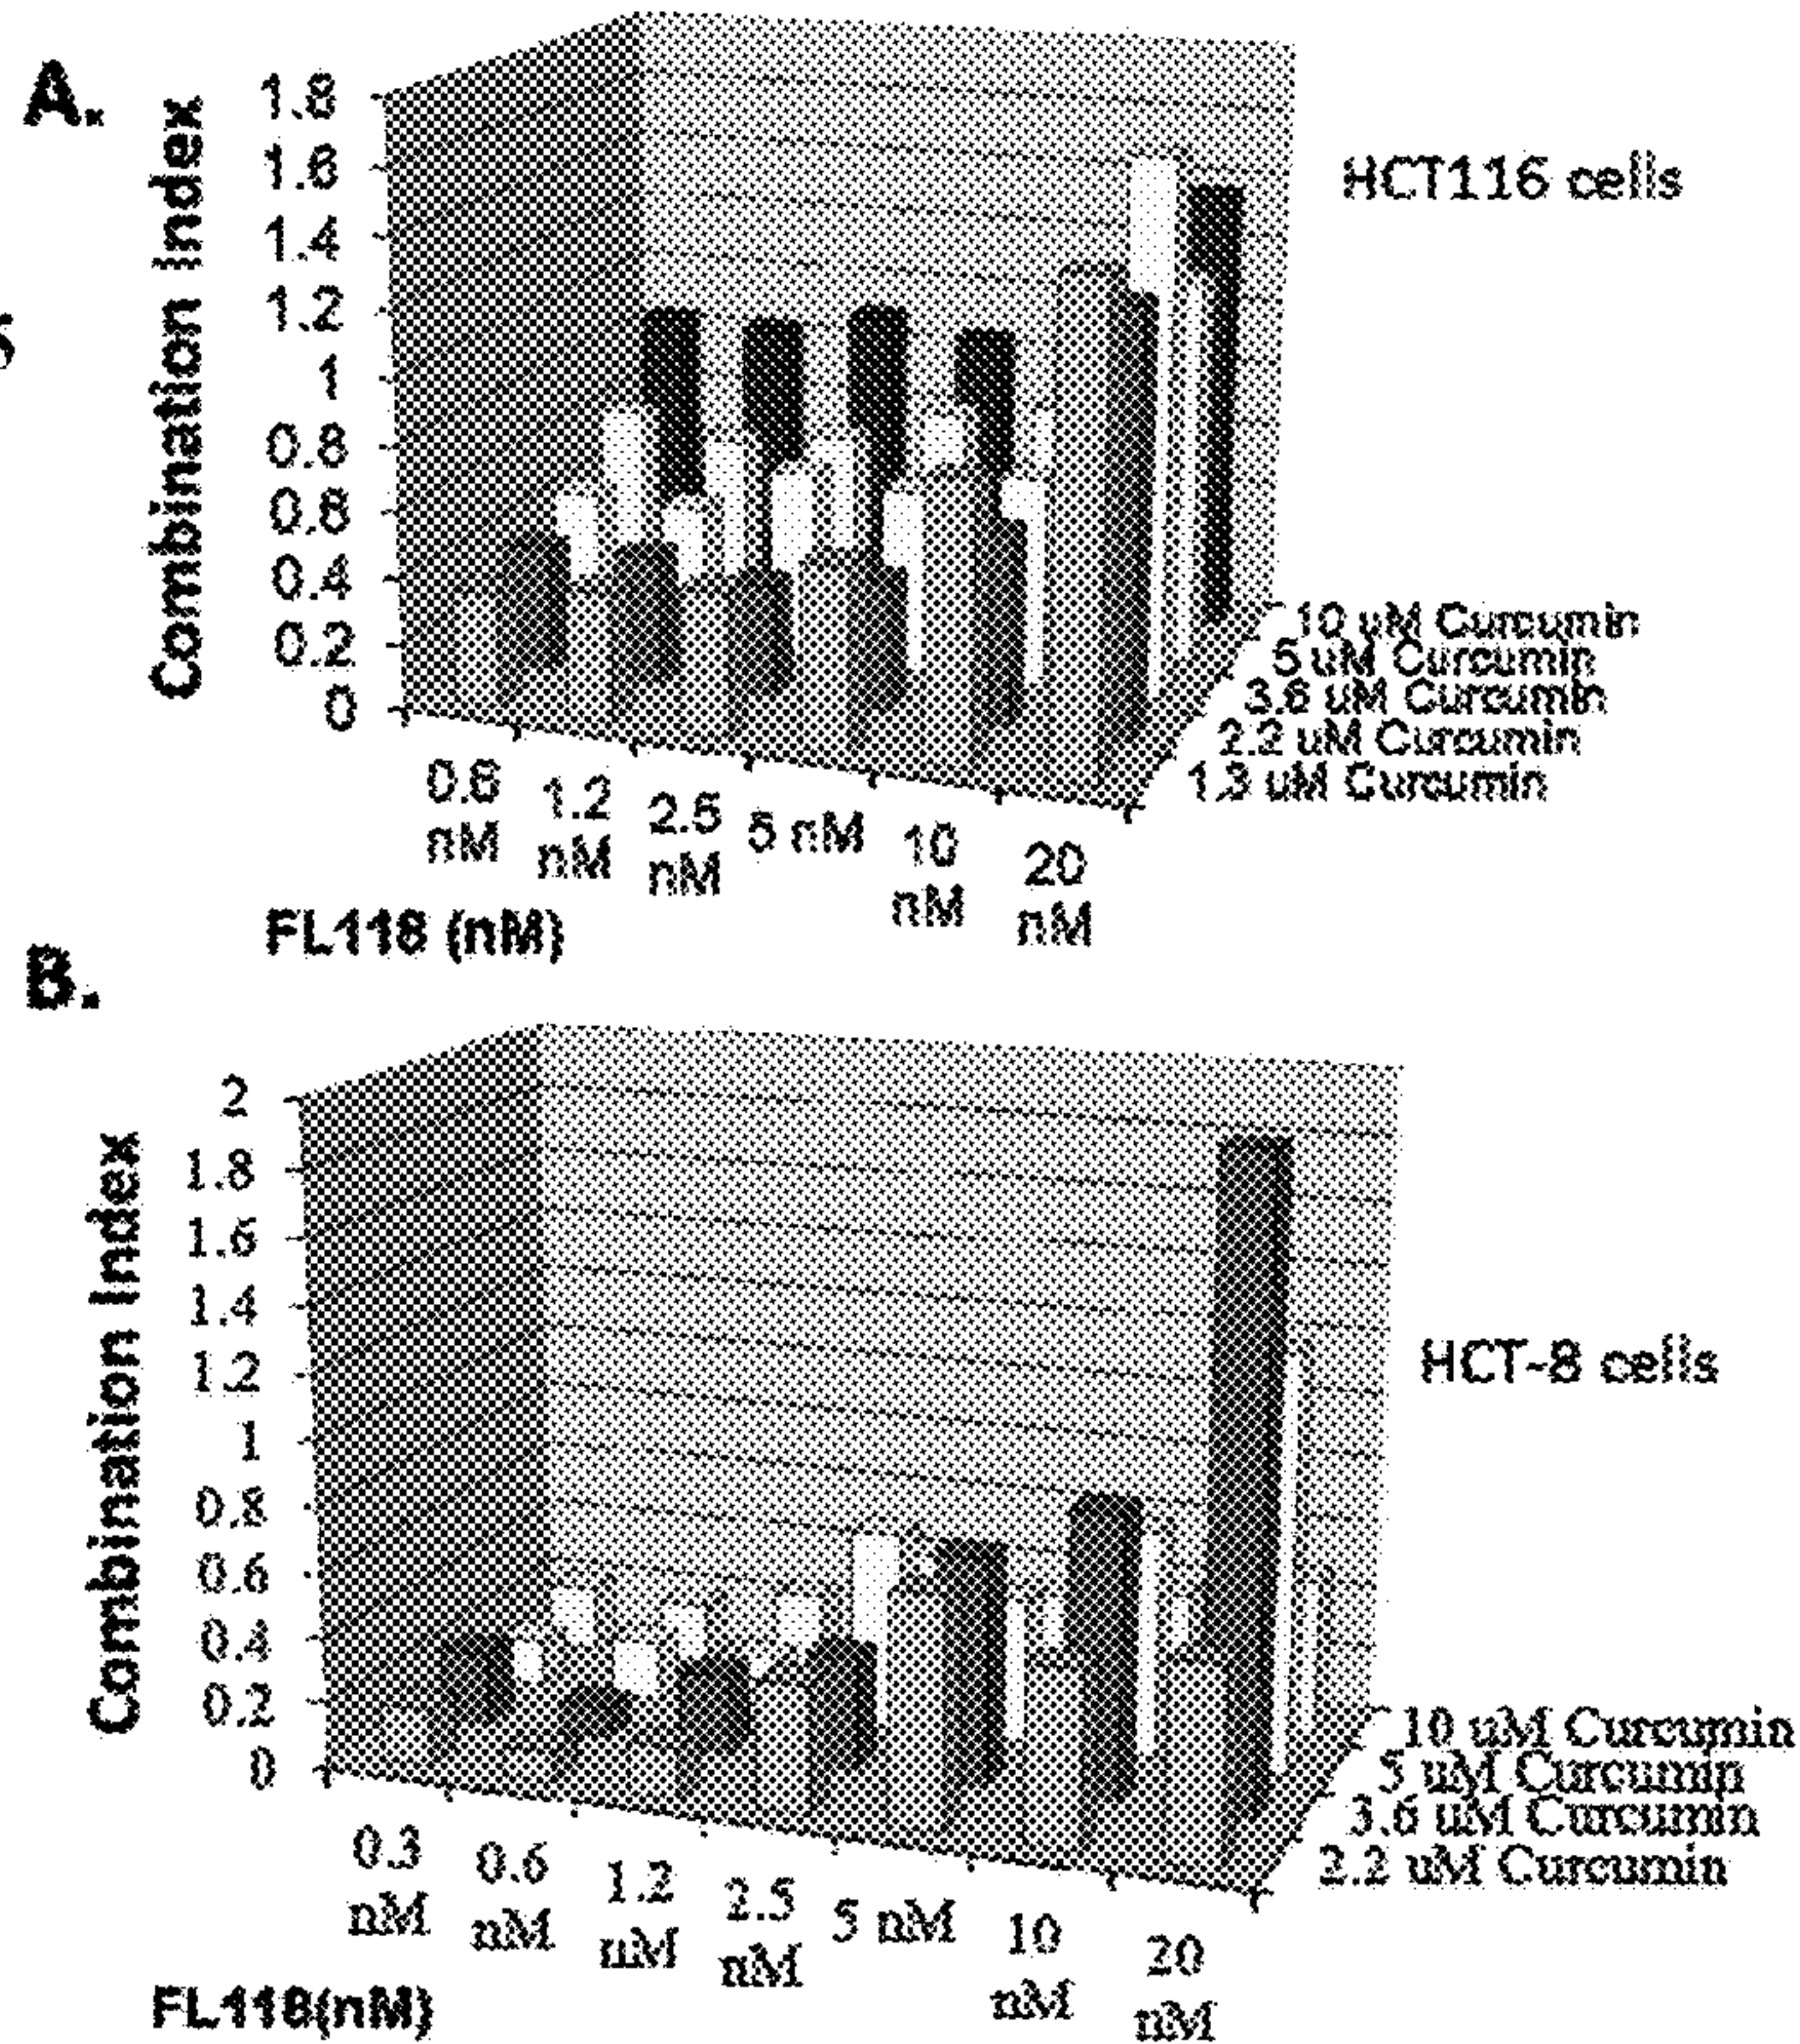 A.
Combination Index
1.8
1.6
1.4
1.2
1
0.8
0.6
0.4
0.2
0
HCT116 cells
10 uM Curcumin
5 uM Curcumin
3.6 uM Curcumin
2.2 uM Curcumin
1.3 uM Curcumin
0.6
nM
1.2
nM
2.5
nM
5 nM
10
nM
20
nM
FL118 (nM)
B.
Combination Index
2
1.8
1.6
1.4
1.2
1
0.8
0.6
0.4
0.2
0
HCT-8 cells
10 uM Curcumin
5 uM Curcumin
3.6 uM Curcumin
2.2 uM Curcumin
0.3
nM
0.6
nM
1.2
nM
2.5
nM
5 nM
10
nM
20
nM
FL118(nM)